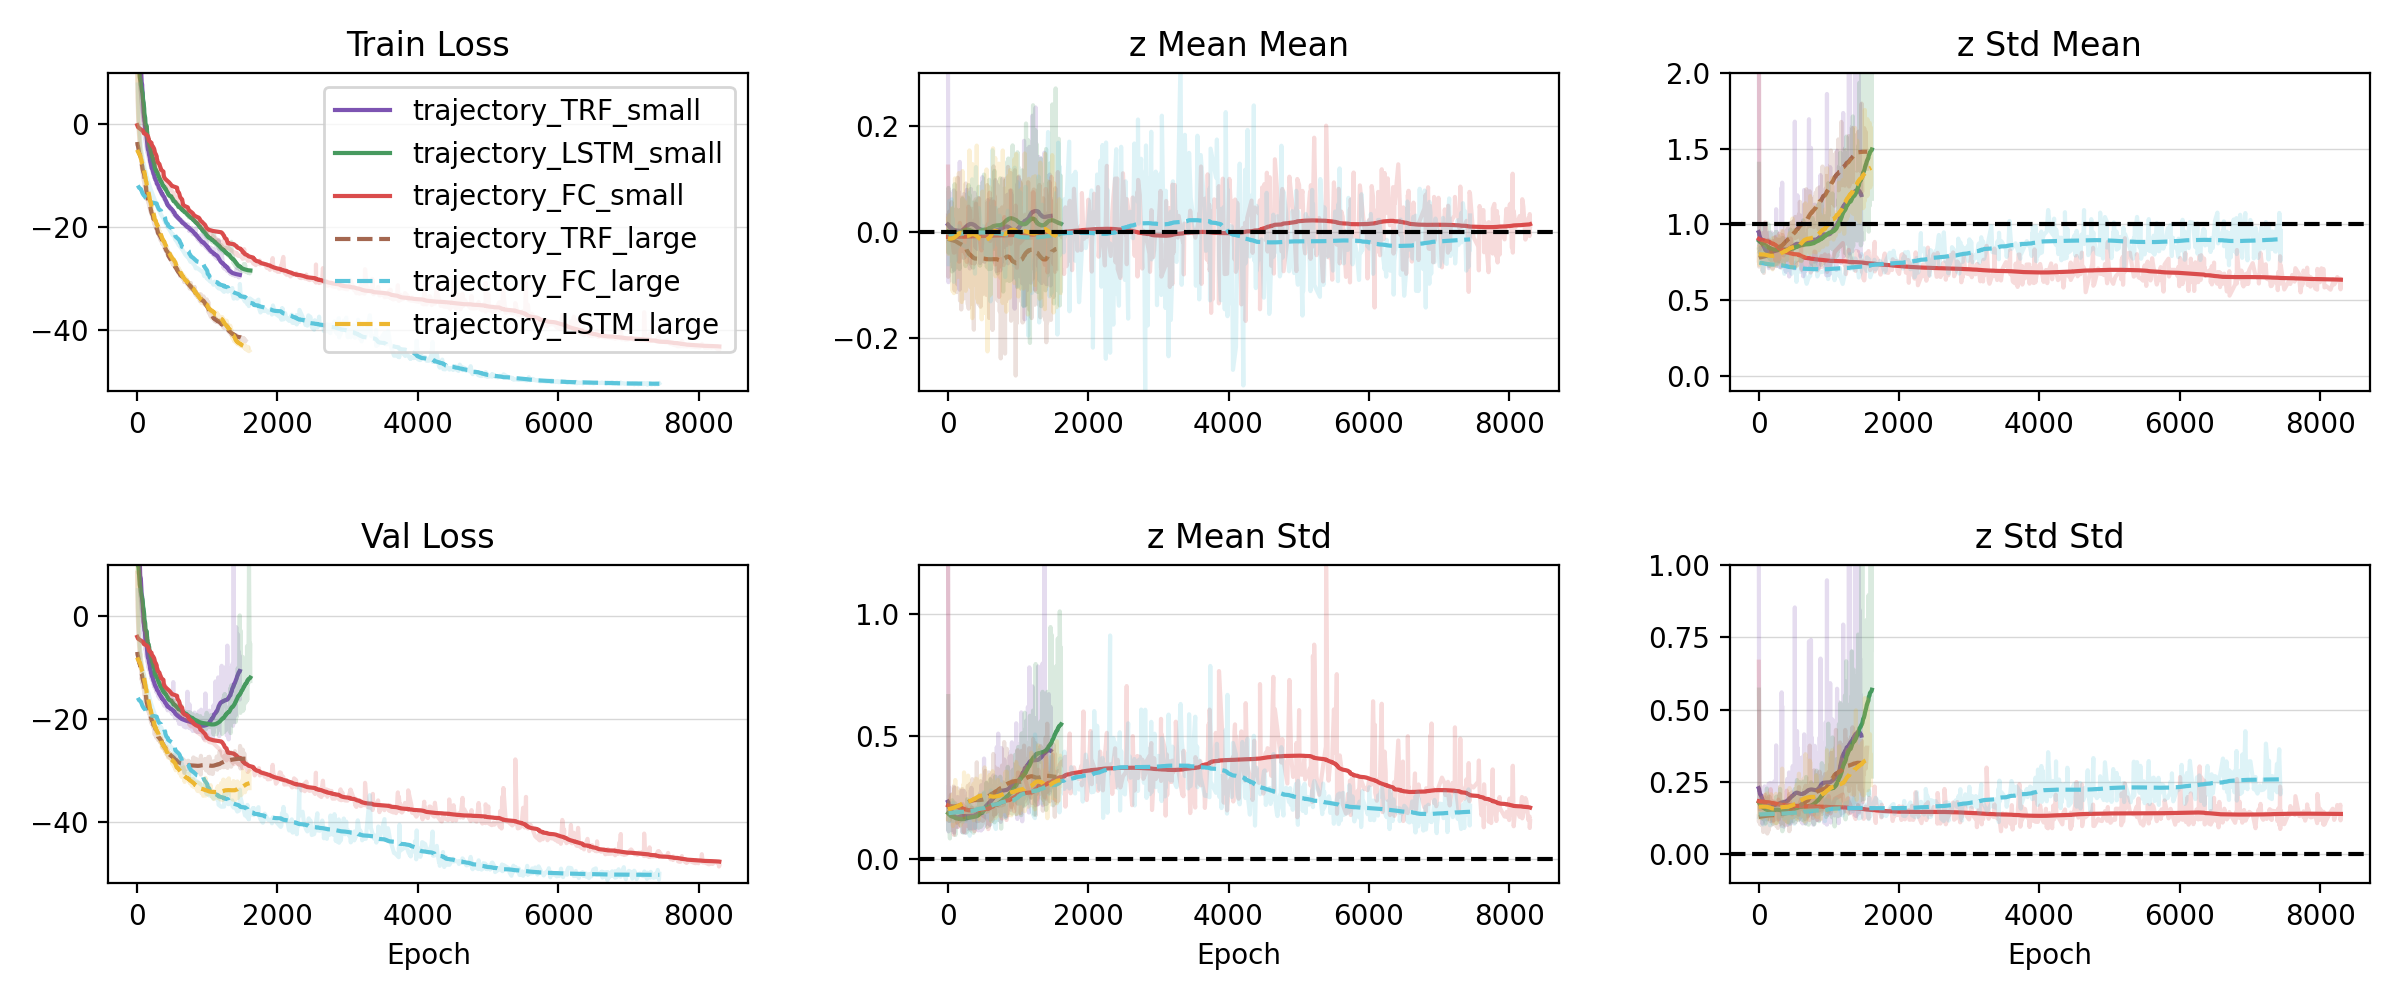 Train Loss
0
−20
−40
0 2000 4000 6000 8000
trajectory_TRF_small
trajectory_LSTM_small
trajectory_FC_small
trajectory_TRF_large
trajectory_FC_large
trajectory_LSTM_large
z Mean Mean
0.2
0.0
−0.2
0 2000 4000 6000 8000
z Std Mean
2.0
1.5
1.0
0.5
0.0
0 2000 4000 6000 8000
Val Loss
0
−20
−40
0 2000 4000 6000 8000
Epoch
z Mean Std
1.0
0.5
0.0
0 2000 4000 6000 8000
Epoch
z Std Std
1.00
0.75
0.50
0.25
0.00
0 2000 4000 6000 8000
Epoch